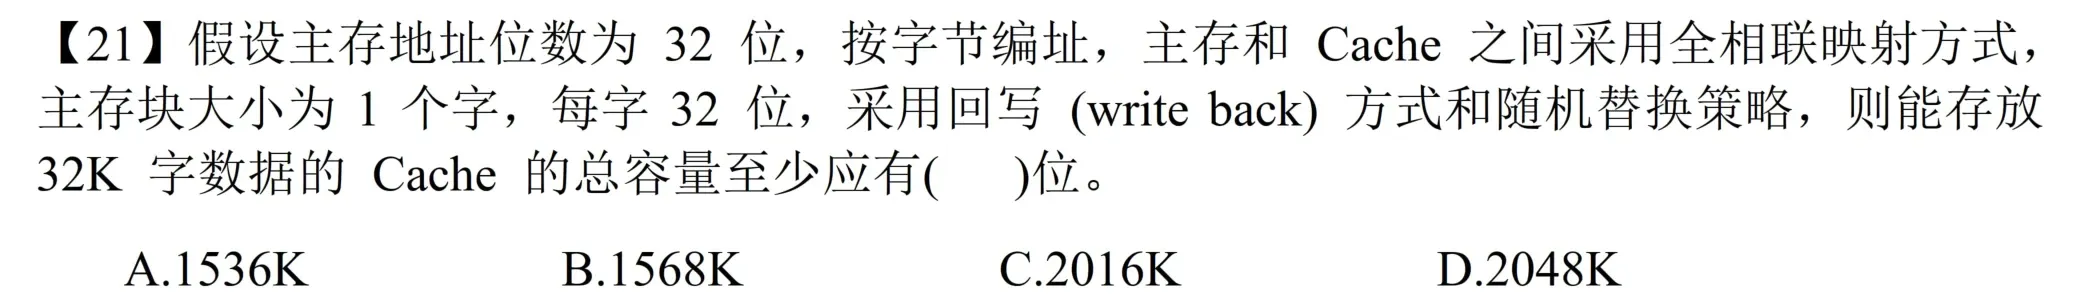 【21】假设主存地址位数为 32 位，按字节编址，主存和 Cache 之间采用全相联映射方式，
主存块大小为 1 个字，每字 32 位，采用回写 (write back) 方式和随机替换策略，则能存放
32K 字数据的 Cache 的总容量至少应有( )位。
A.1536K B.1568K C.2016K D.2048K